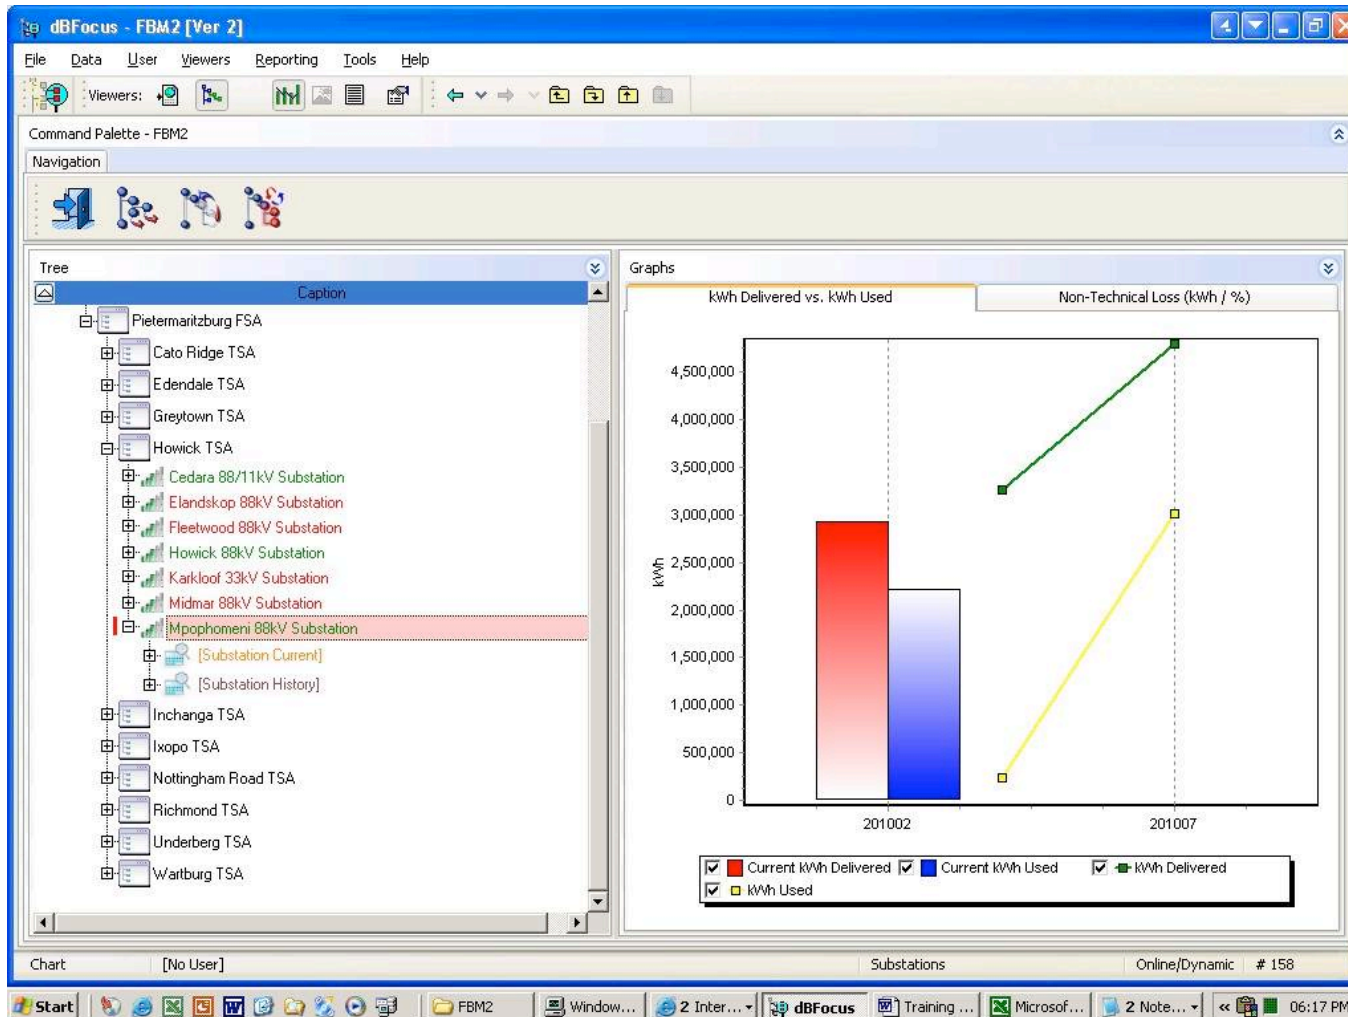 dBFocus - FBM2 [Ver 2]
File Data User Viewers Reporting Tools Help
Viewers:
Command Palette - FBM2
Navigation
Tree
Caption
Pietermaritzburg FSA
Cato Ridge TSA
Edendale TSA
Greytown TSA
Howick TSA
Cedara 88/11kV Substation
Elandskop 88kV Substation
Fleetwood 88kV Substation
Howick 88kV Substation
Karkloof 33kV Substation
Midmar 88kV Substation
Mpophomeni 88kV Substation
[Substation Current]
[Substation History]
Inchanga TSA
Ixopo TSA
Nottingham Road TSA
Richmond TSA
Underberg TSA
Wartburg TSA
Graphs
kWh Delivered vs. kWh Used Non-Technical Loss (kWh / %)
4,500,000
4,000,000
3,500,000
3,000,000
2,500,000
2,000,000
1,500,000
1,000,000
500,000
0
kWh
201002 201007
Current kWh Delivered Current kWh Used kWh Delivered
kWh Used
Chart [No User] Substations Online/Dynamic # 158
Start FBM2 Window... 2 Inter... dBFocus Training ... Microsof... 2 Note... 06:17 PM